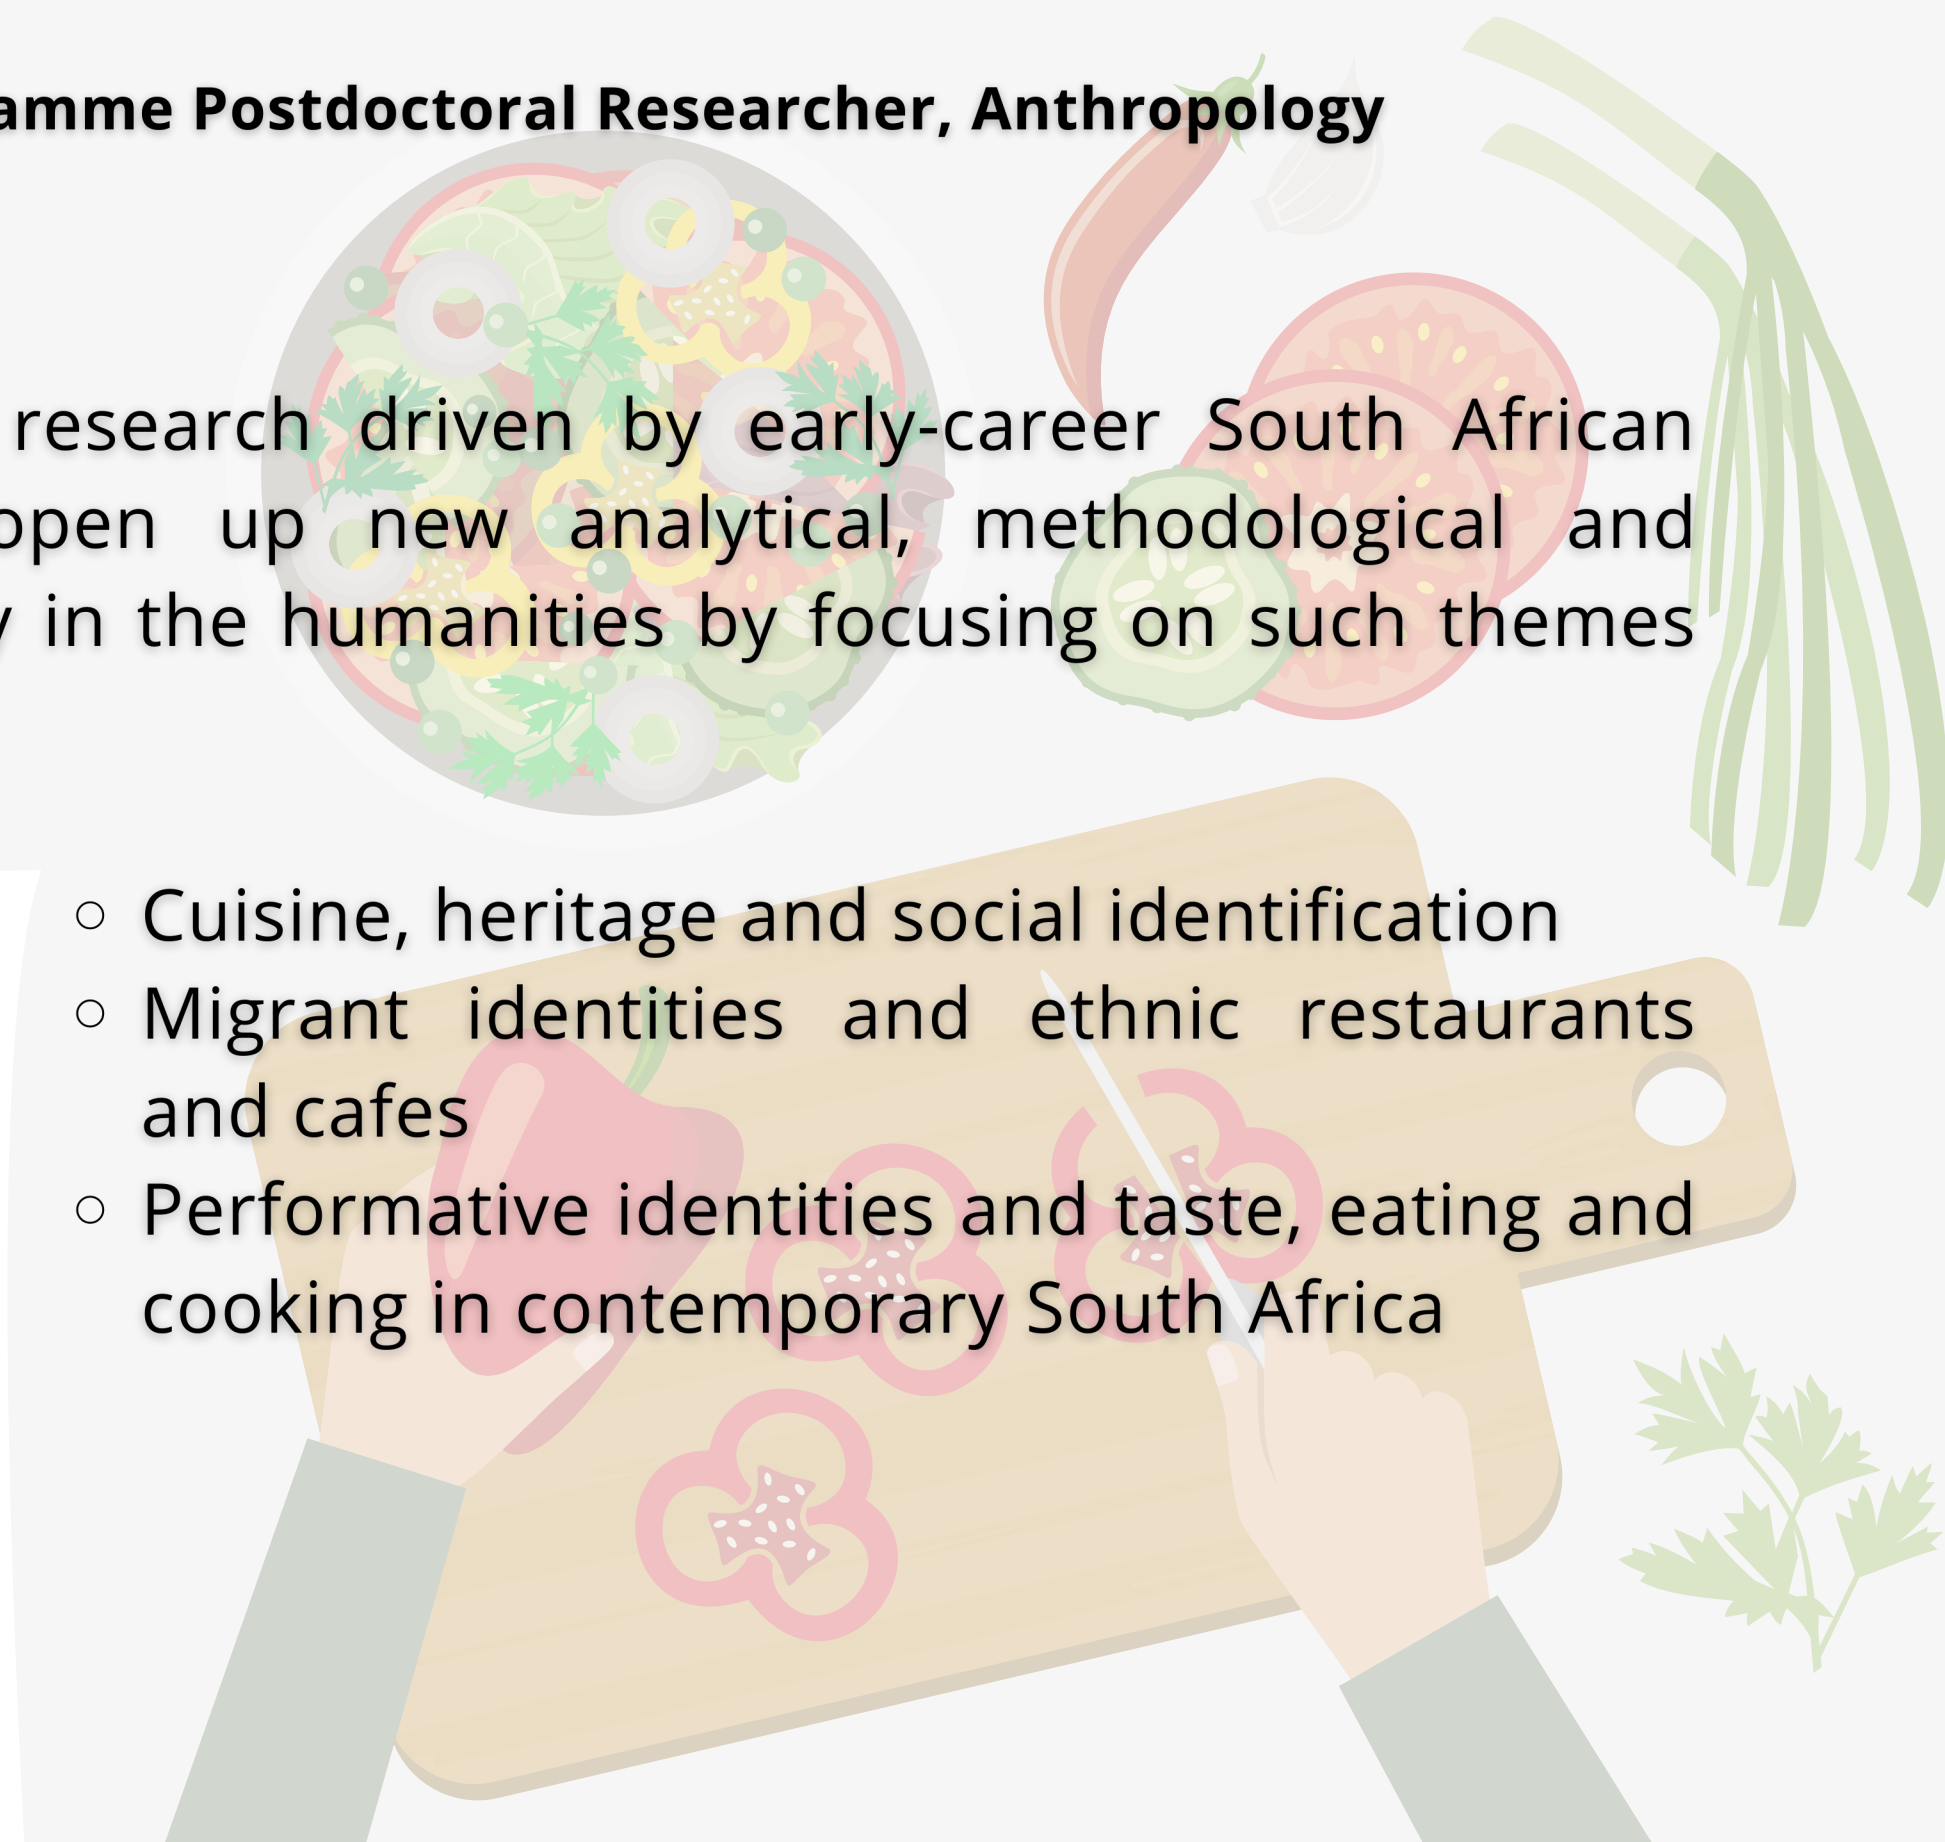 amme Postdoctoral Researcher, Anthropology
research driven by early-career South African
open up new analytical, methodological and
y in the humanities by focusing on such themes
○ Cuisine, heritage and social identification
○ Migrant identities and ethnic restaurants
and cafes
○ Performative identities and taste, eating and
cooking in contemporary South Africa